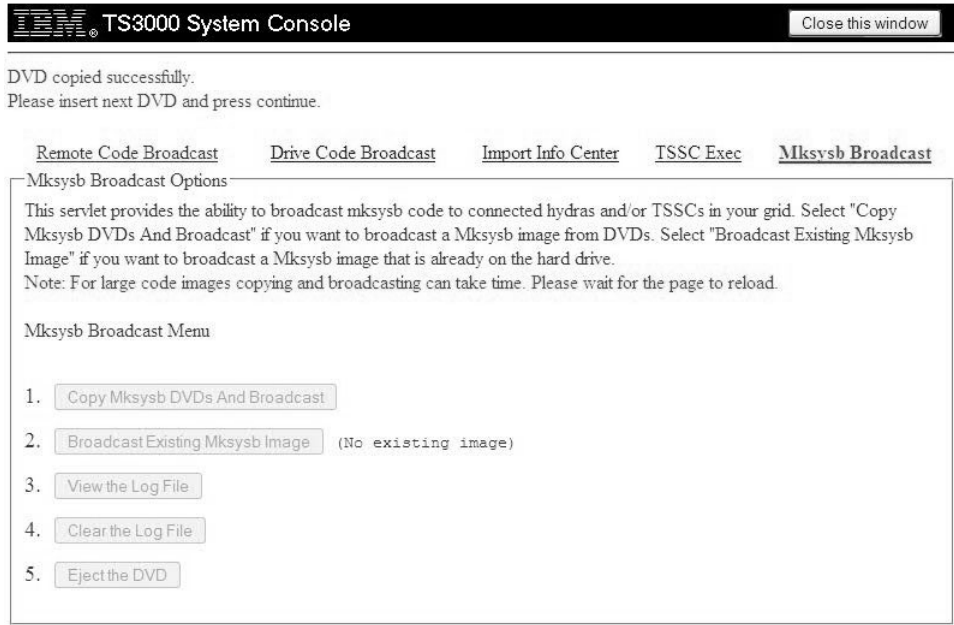 IBM® TS3000 System Console Close this window
DVD copied successfully.
Please insert next DVD and press continue.
Remote Code Broadcast Drive Code Broadcast Import Info Center TSSC Exec Mksysb Broadcast
Mksysb Broadcast Options
This servlet provides the ability to broadcast mksysb code to connected hydras and/or TSSCs in your grid. Select "Copy
Mksysb DVDs And Broadcast" if you want to broadcast a Mksysb image from DVDs. Select "Broadcast Existing Mksysb
Image" if you want to broadcast a Mksysb image that is already on the hard drive.
Note: For large code images copying and broadcasting can take time. Please wait for the page to reload.
Mksysb Broadcast Menu
1. Copy Mksysb DVDs And Broadcast
2. Broadcast Existing Mksysb Image (No existing image)
3. View the Log File
4. Clear the Log File
5. Eject the DVD